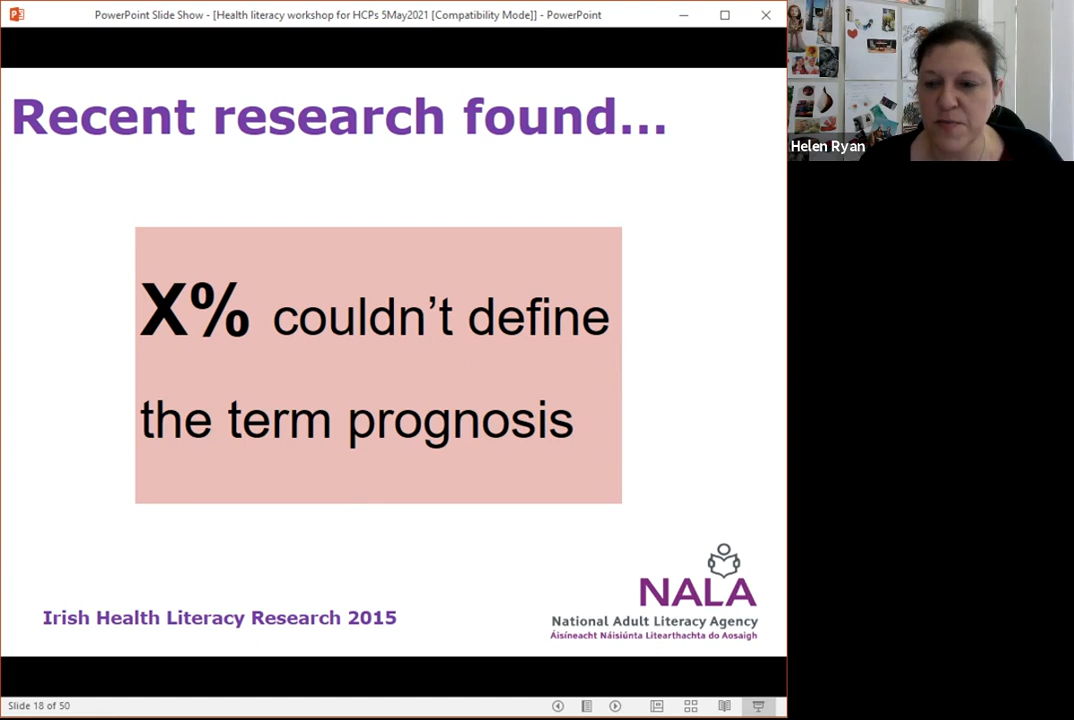 PowerPoint Slide Show - [Health literacy workshop for HCPs 5May2021 [Compatibility Mode]] - PowerPoint
Recent research found...
Helen Ryan
X% couldn’t define
the term prognosis
NALA
Irish Health Literacy Research 2015
National Adult Literacy Agency
Áisíneacht Náisiúnta Litearthachta do Aosaigh
Slide 18 of 50